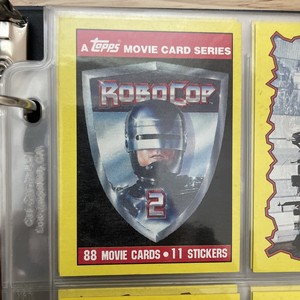 A Topps MOVIE CARD SERIES
ROBOCOP
2
88 MOVIE CARDS • 11 STICKERS